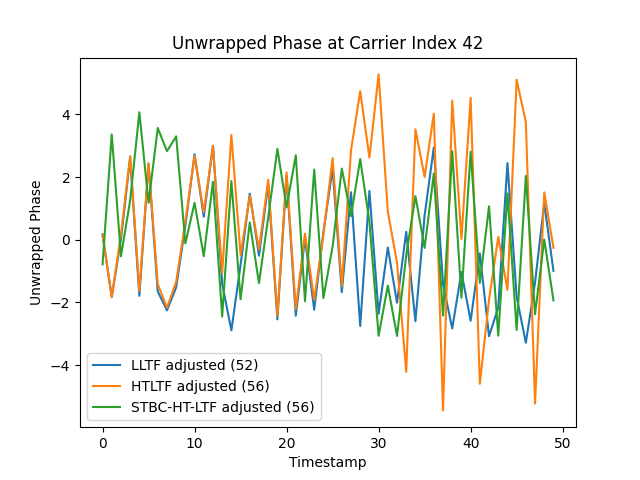 Unwrapped Phase at Carrier Index 42
Unwrapped Phase
4
2
0
−2
−4
LLTF adjusted (52)
HTLTF adjusted (56)
STBC-HT-LTF adjusted (56)
0 10 20 30 40 50
Timestamp